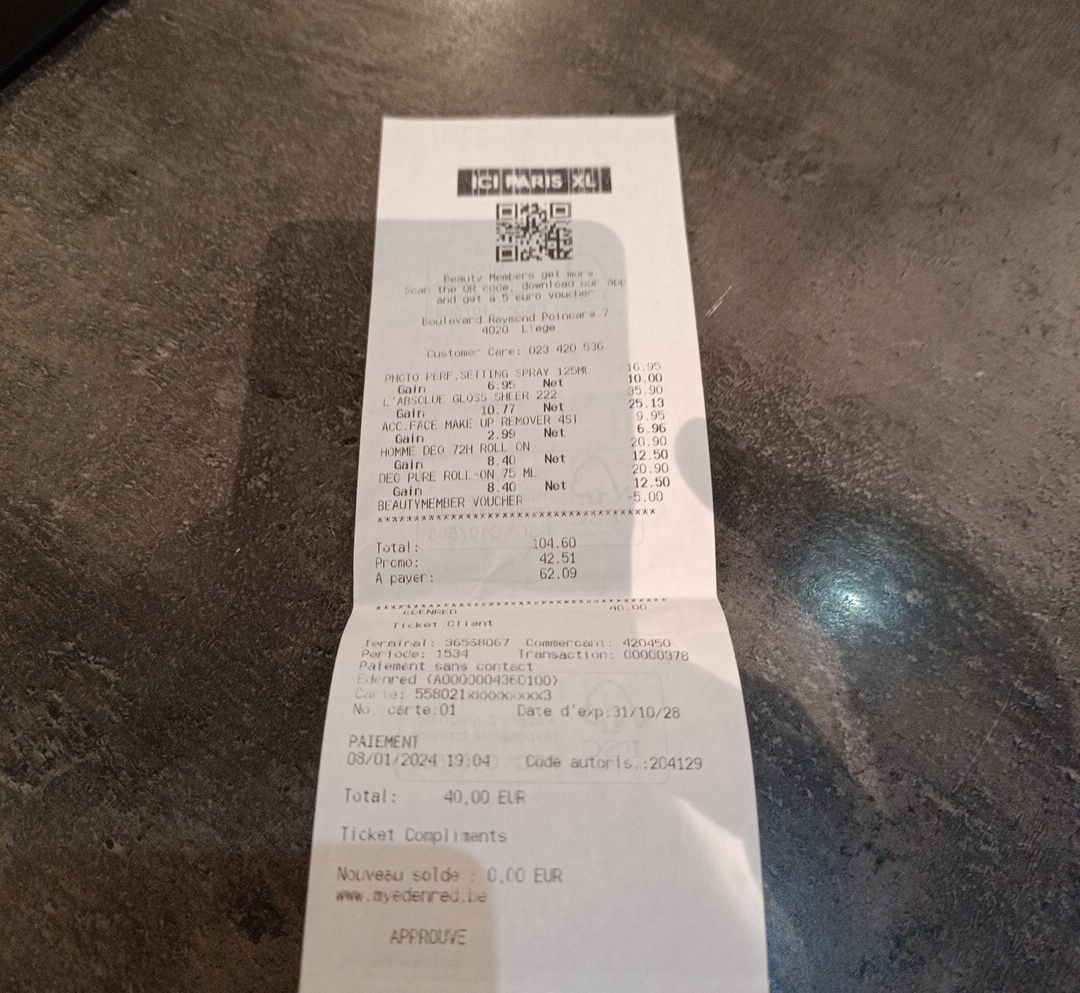 ICI PARIS XL
Beauty Members get more
Scan the QR code, download our app
and get a 5 euro voucher
Boulevard Raymond Poincare 7
4020 Liege
Customer Care: 023 420 536
PHOTO PERF.SETTING SPRAY 125ML 16.95
Gain 6.95 Net 10.00
L'ABSOLUE GLOSS SHEER 222 35.90
Gain 10.77 Net 25.13
ACC.FACE MAKE UP REMOVER 4ST 9.95
Gain 2.99 Net 6.96
HOMME DEO 72H ROLL ON 20.90
Gain 8.40 Net 12.50
DEO PURE ROLL-ON 75 ML 20.90
Gain 8.40 Net 12.50
BEAUTYMEMBER VOUCHER -5.00
Total: 104.60
Promo: 42.51
A payer: 62.09
EDENRED 40.00
Ticket Client
Terminal: 36568067 Commercant: 420450
Periode: 1534 Transaction: 00000378
Paiement sans contact
Edenred (A0000004360100)
Carte: 558021xxxxxxxxx3
No. carte:01 Date d'exp:31/10/28
PAIEMENT
08/01/2024 19:04 Code autoris.:204129
Total: 40,00 EUR
Ticket Compliments
Nouveau solde : 0,00 EUR
www.myedenred.be
APPROUVE